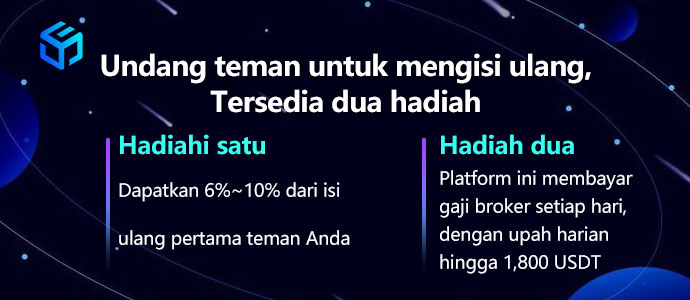 Undang teman untuk mengisi ulang,
Tersedia dua hadiah
Hadiahi satu
Dapatkan 6%~10% dari isi
ulang pertama teman Anda
Hadiah dua
Platform ini membayar
gaji broker setiap hari,
dengan upah harian
hingga 1,800 USDT